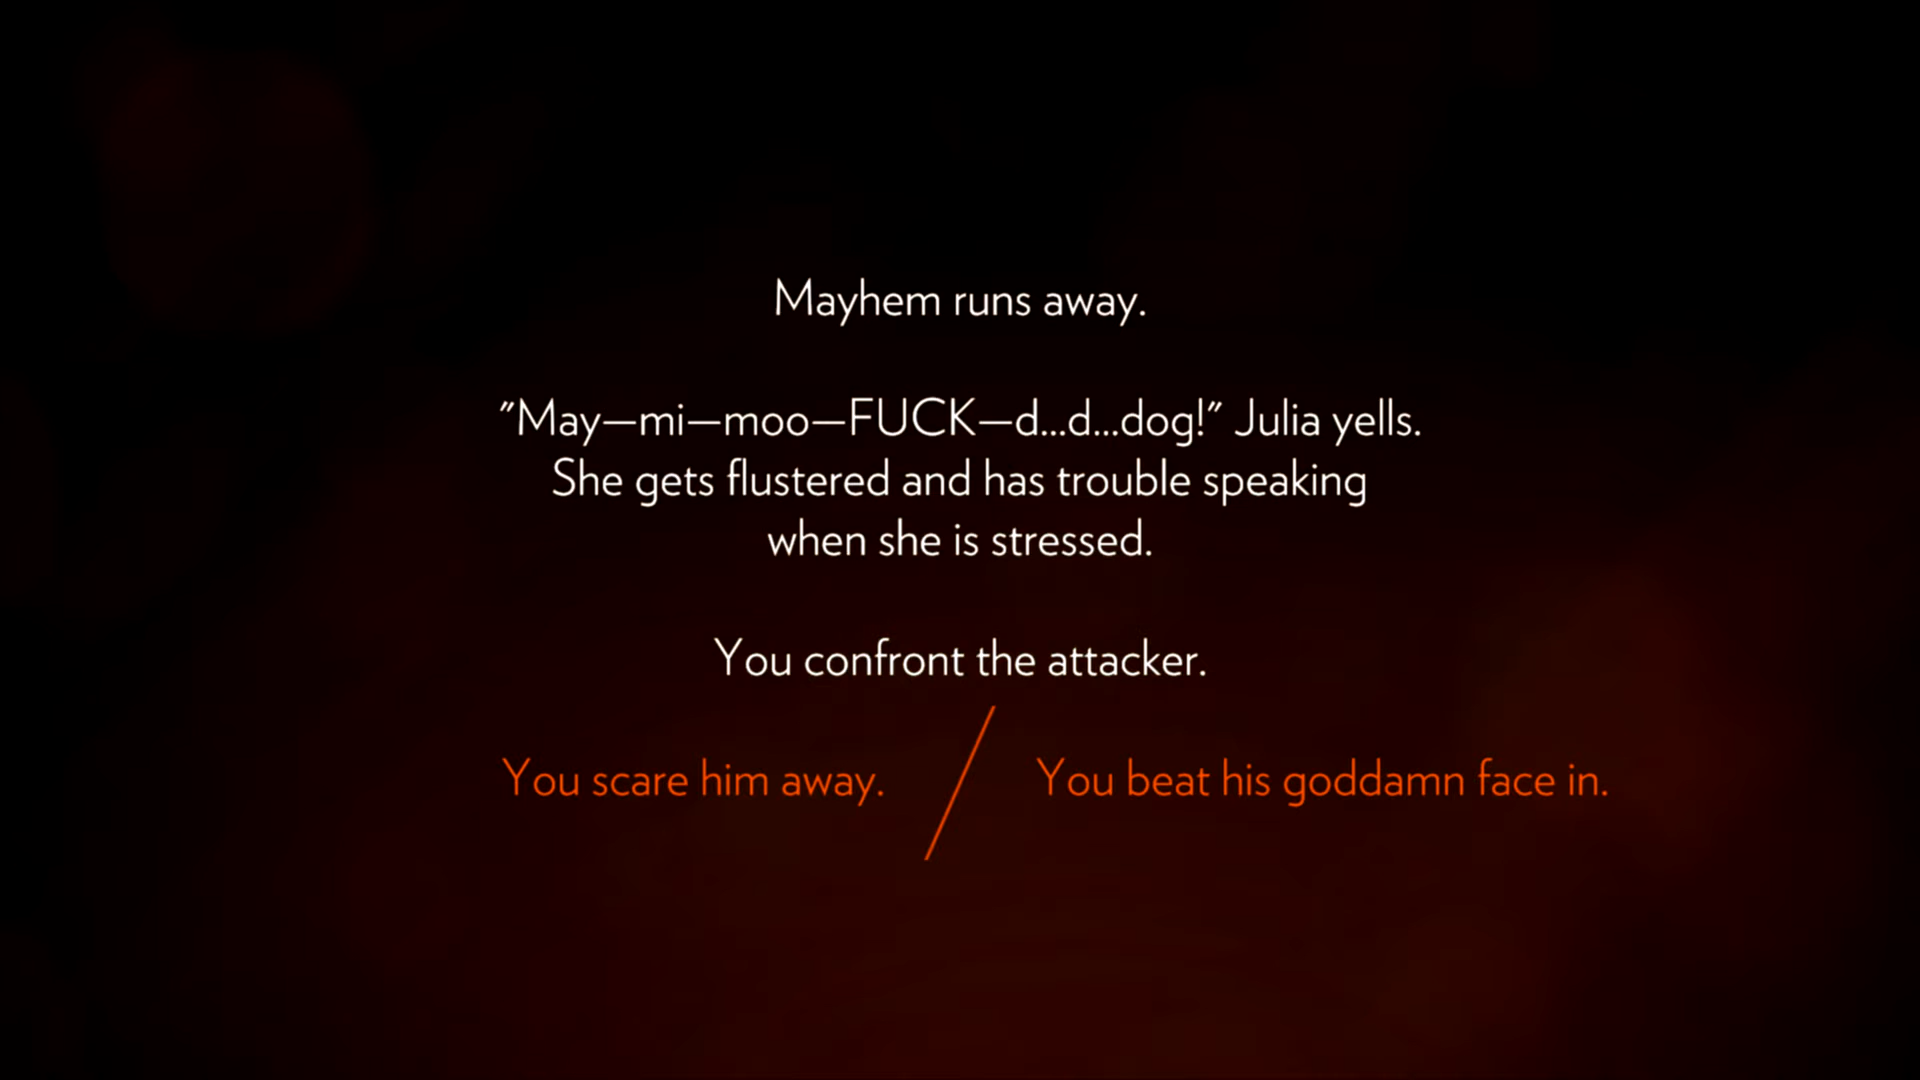 Mayhem runs away.
"May—mi—moo—FUCK—d...d...dog!" Julia yells.
She gets flustered and has trouble speaking
when she is stressed.
You confront the attacker.
You scare him away. / You beat his goddamn face in.